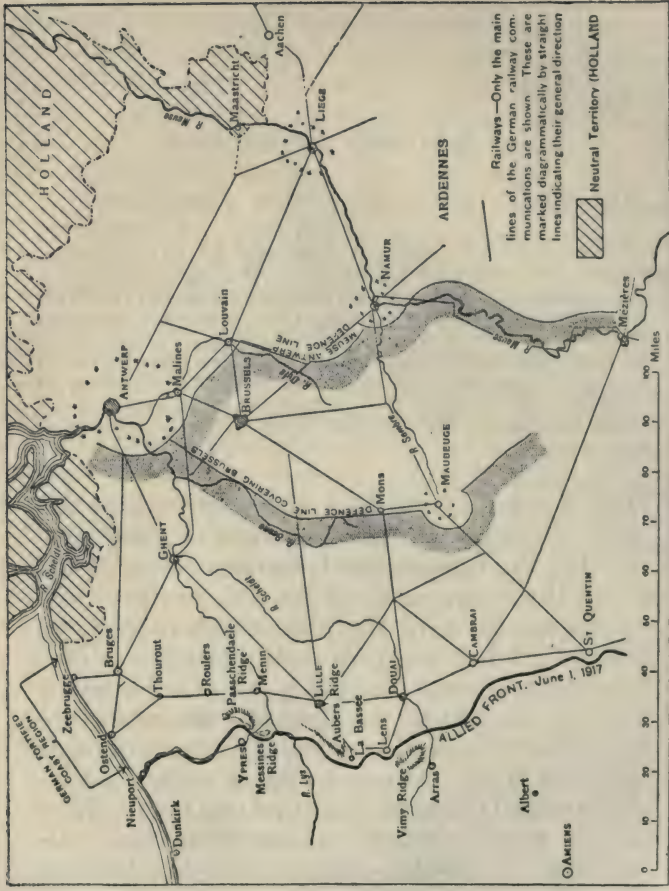 GERMAN FORTIFIED
COAST REGION
HOLLAND
R. Scheldt
Zeebrugge
Ostend
Bruges
Nieuport
Dunkirk
Thourout
Roulers
Passchendaele
Ridge
YPRES
Messines
Ridge
Menin
R. Lys
GHENT
R Scheldt
ANTWERP
Malines
Louvain
BRUSSELS
R. Dyle
R. Senne
DEFENCE LINE COVERING BRUSSELS
MEUSE ANTWERP
DEFENCE LINE
R Meuse
Maastricht
Aachen
LIEGE
LILLE
Aubers Ridge
La Bassée
Lens
DOUAI
Vimy Ridge
Arras
Mons
MAUBEUGE
R Sambre
NAMUR
ARDENNES
R. Meuse
Mézières
CAMBRAI
ST QUENTIN
ALLIED FRONT. June 1, 1917
Albert
AMIENS
Railways—Only the main
lines of the German railway com-
munications are shown These are
marked diagrammatically by straight
lines indicating their general direction
Neutral Territory (HOLLAND
0 10 20 30 40 50 60 70 80 90 100 Miles